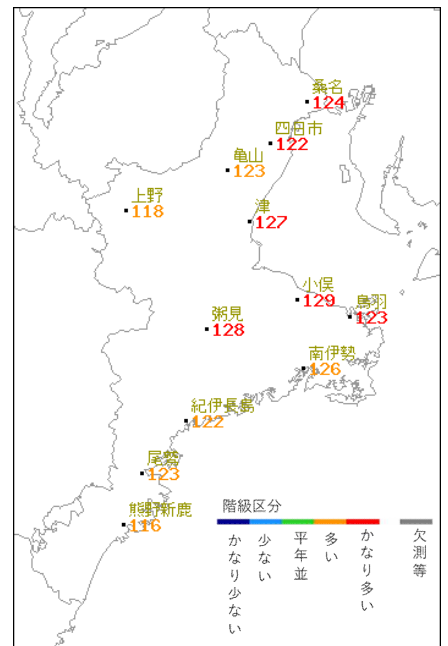 桑名
124
四日市
122
亀山
123
上野
118
津
127
小俣
129
鳥羽
123
粥見
128
南伊勢
126
紀伊長島
122
尾鷲
123
熊野新鹿
116
階級区分
かなり少ない
少ない
平年並
多い
かなり多い
欠測等